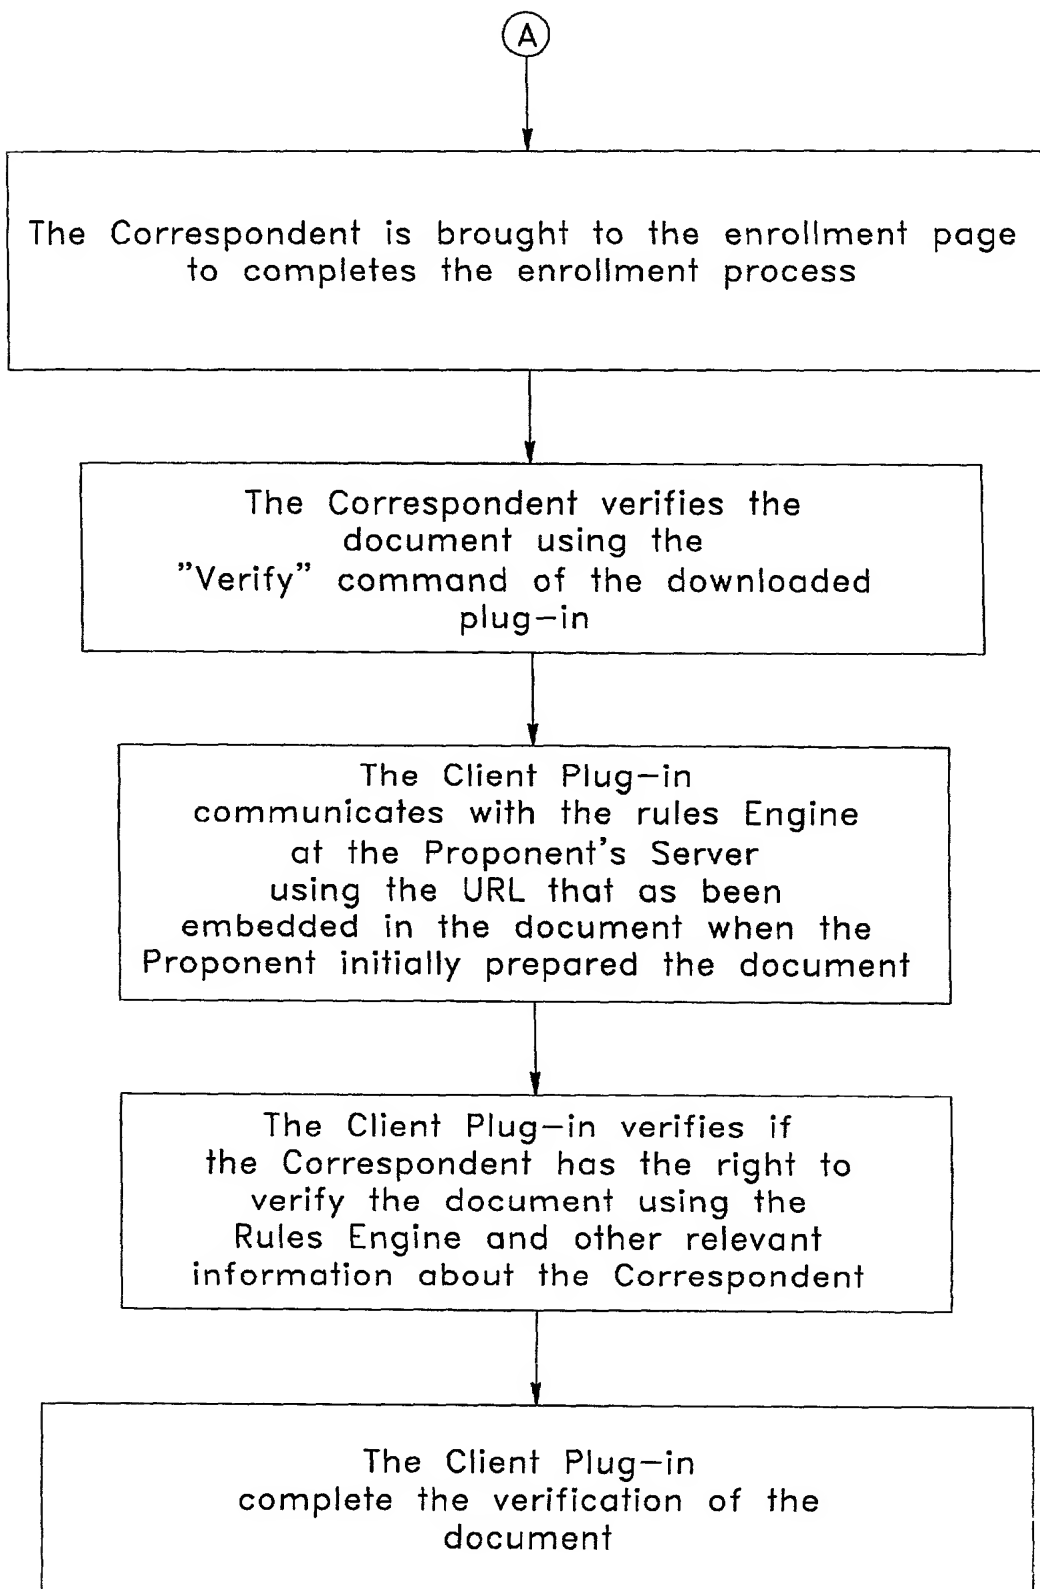 A
The Correspondent is brought to the enrollment page
to completes the enrollment process
The Correspondent verifies the
document using the
"Verify" command of the downloaded
plug-in
The Client Plug-in
communicates with the rules Engine
at the Proponent's Server
using the URL that as been
embedded in the document when the
Proponent initially prepared the document
The Client Plug-in verifies if
the Correspondent has the right to
verify the document using the
Rules Engine and other relevant
information about the Correspondent
The Client Plug-in
complete the verification of the
document